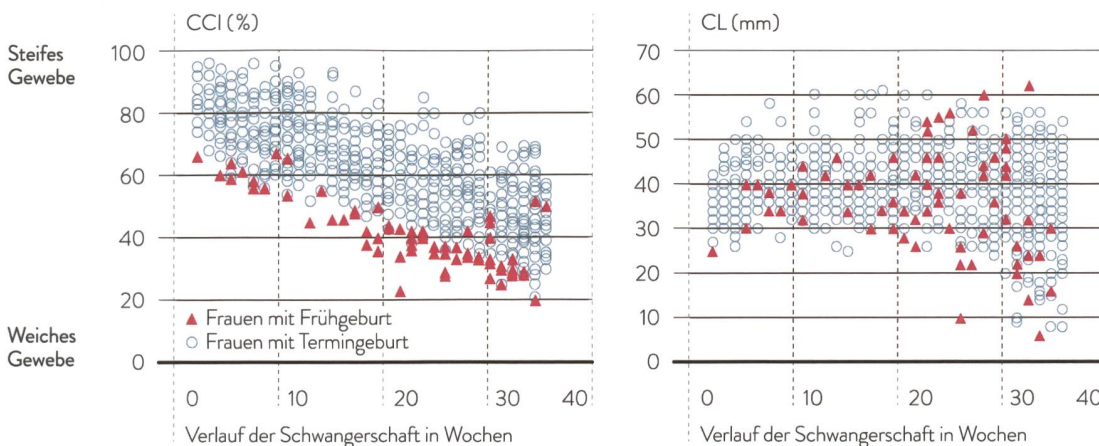 CCI (%)
Steifes
Gewebe
100
80
60
40
20
0
Weiches
Gewebe
Frauen mit Frühgeburt
Frauen mit Termingeburt
0 10 20 30 40
Verlauf der Schwangerschaft in Wochen
CL (mm)
70
60
50
40
30
20
10
0
0 10 20 30 40
Verlauf der Schwangerschaft in Wochen